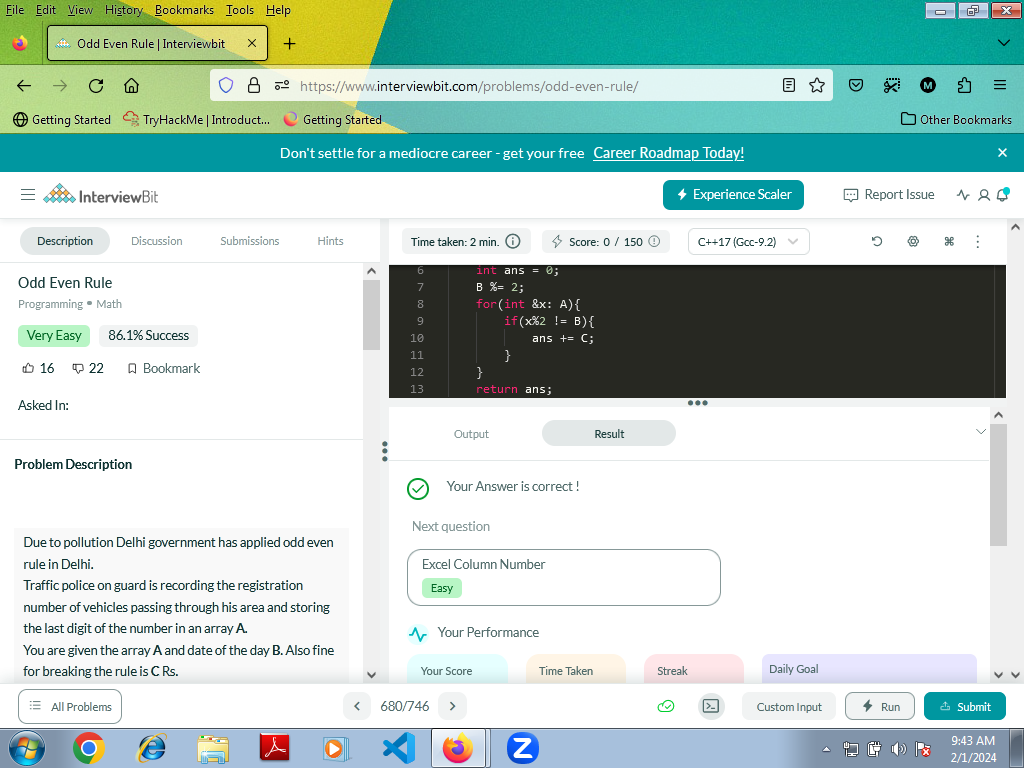 File Edit View History Bookmarks Tools Help
Odd Even Rule | Interviewbit
https://www.interviewbit.com/problems/odd-even-rule/
M
Getting Started TryHackMe | Introduct... Getting Started Other Bookmarks
Don't settle for a mediocre career - get your free Career Roadmap Today!
InterviewBit Experience Scaler Report Issue
Description Discussion Submissions Hints
Time taken: 2 min. Score: 0 / 150 C++17 (Gcc-9.2)
Odd Even Rule
Programming • Math
Very Easy 86.1% Success
16 22 Bookmark
Asked In:
Problem Description
Due to pollution Delhi government has applied odd even
rule in Delhi.
Traffic police on guard is recording the registration
number of vehicles passing through his area and storing
the last digit of the number in an array A.
You are given the array A and date of the day B. Also fine
for breaking the rule is C Rs.
6 int ans = 0;
7 B %= 2;
8 for(int &x: A){
9 if(x%2 != B){
10 ans += C;
11 }
12 }
13 return ans;
Output Result
Your Answer is correct !
Next question
Excel Column Number
Easy
Your Performance
Your Score Time Taken Streak Daily Goal
All Problems 680/746 Custom Input Run Submit
Z
9:43 AM
2/1/2024